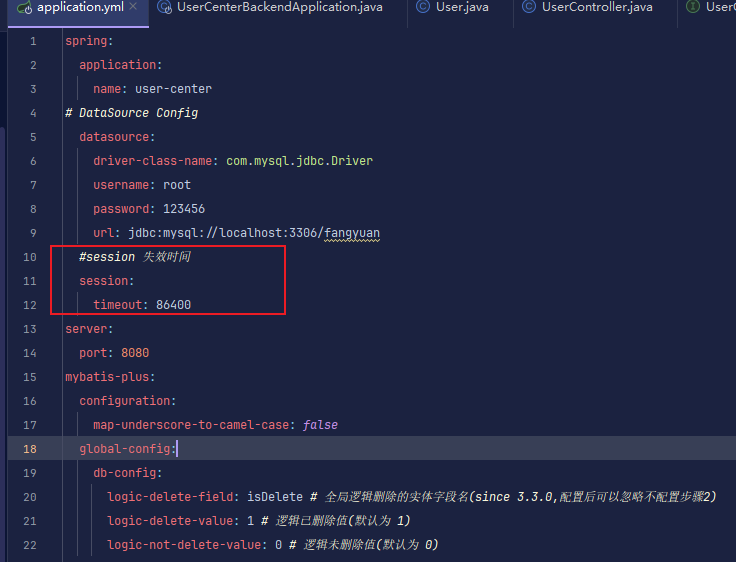 application.yml × UserCenterBackendApplication.java User.java UserController.java
1 spring:
2 application:
3 name: user-center
4 # DataSource Config
5 datasource:
6 driver-class-name: com.mysql.jdbc.Driver
7 username: root
8 password: 123456
9 url: jdbc:mysql://localhost:3306/fangyuan
10 #session 失效时间
11 session:
12 timeout: 86400
13 server:
14 port: 8080
15 mybatis-plus:
16 configuration:
17 map-underscore-to-camel-case: false
18 global-config:
19 db-config:
20 logic-delete-field: isDelete # 全局逻辑删除的实体字段名(since 3.3.0,配置后可以忽略不配置步骤2)
21 logic-delete-value: 1 # 逻辑已删除值(默认为 1)
22 logic-not-delete-value: 0 # 逻辑未删除值(默认为 0)